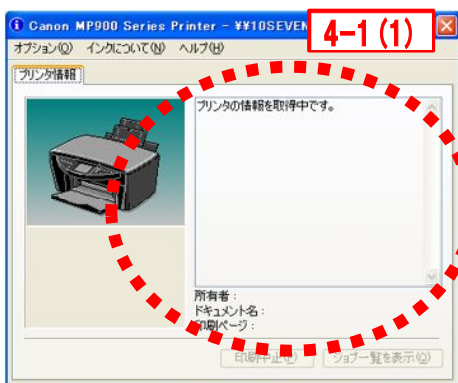 Canon MP900 Series Printer - ¥¥10SEVEN
4-1(1)
オプション(O) インクについて(N) ヘルプ(H)
プリンタ情報
プリンタの情報を取得中です。
所有者：
ドキュメント名：
印刷ページ：
印刷中止(P) ジョブ一覧を表示(Q)